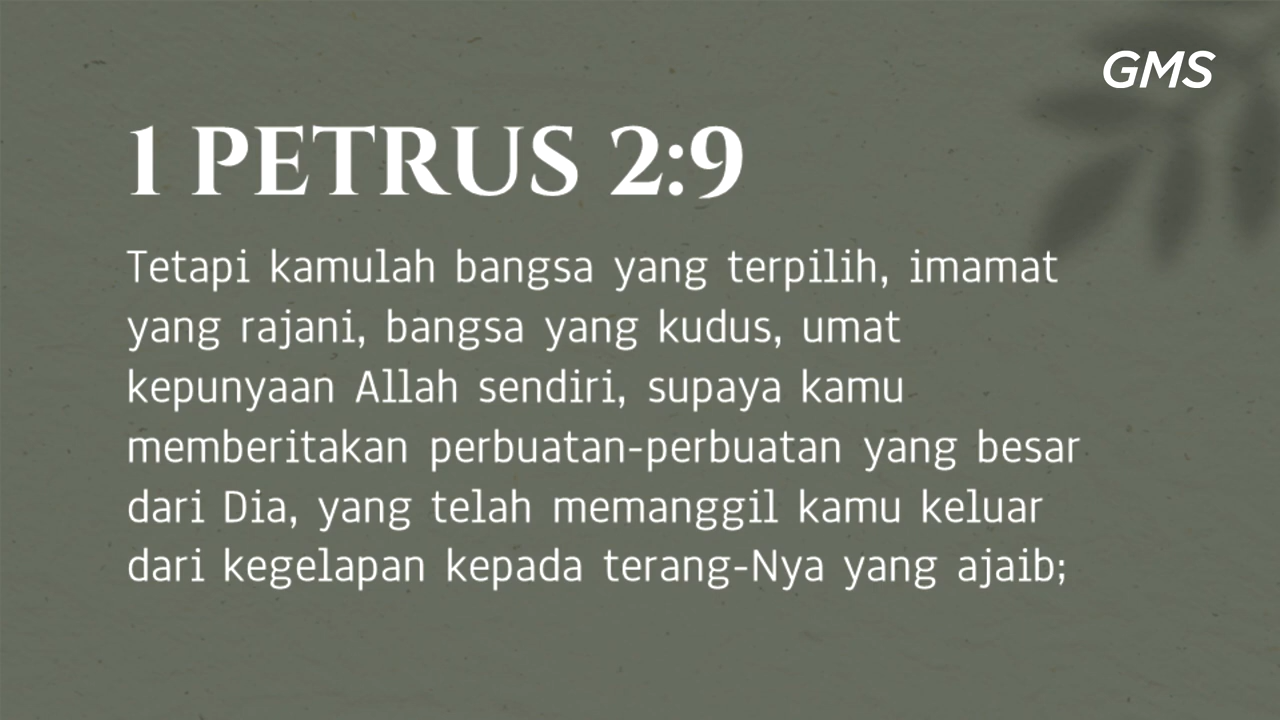 GMS
1 PETRUS 2:9
Tetapi kamulah bangsa yang terpilih, imamat
yang rajani, bangsa yang kudus, umat
kepunyaan Allah sendiri, supaya kamu
memberitakan perbuatan-perbuatan yang besar
dari Dia, yang telah memanggil kamu keluar
dari kegelapan kepada terang-Nya yang ajaib;